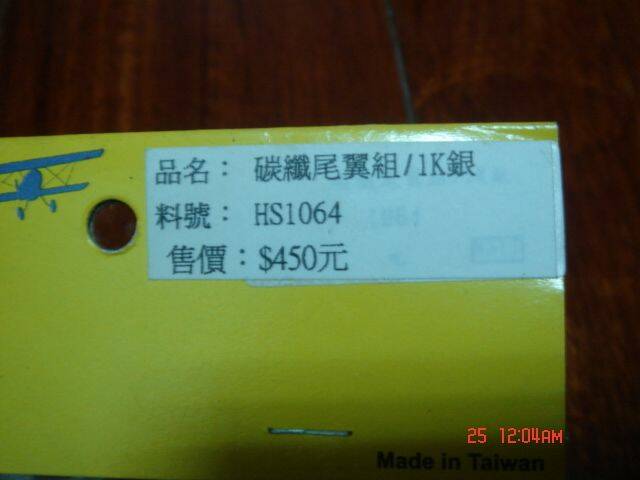 品名： 碳纖尾翼組/1K銀
料號： HS1064
售價：$450元
25 12:04AM
Made in Taiwan